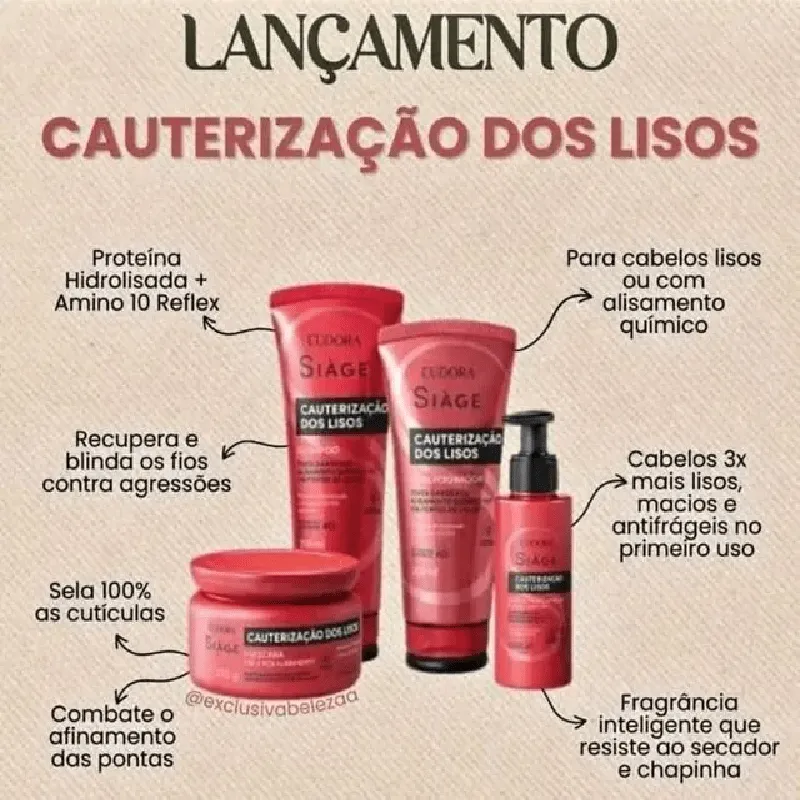 LANÇAMENTO
CAUTERIZAÇÃO DOS LISOS
Proteína
Hidrolisada +
Amino 10 Reflex
Para cabelos lisos
ou com
alisamento
químico
Recupera e
blinda os fios
contra agressões
Cabelos 3x
mais lisos,
macios e
antifrágeis no
primeiro uso
Sela 100%
as cutículas
Combate o
afinamento
das pontas
Fragrância
inteligente que
resiste ao secador
e chapinha
EUDORA
SIÀGE
CAUTERIZAÇÃO
DOS LISOS
EUDORA
SIÀGE
CAUTERIZAÇÃO
DOS LISOS
EUDORA
SIÀGE
CAUTERIZAÇÃO
DOS LISOS
EUDORA
SIÀGE
CAUTERIZAÇÃO DOS LISOS
@exclusivabelezaa